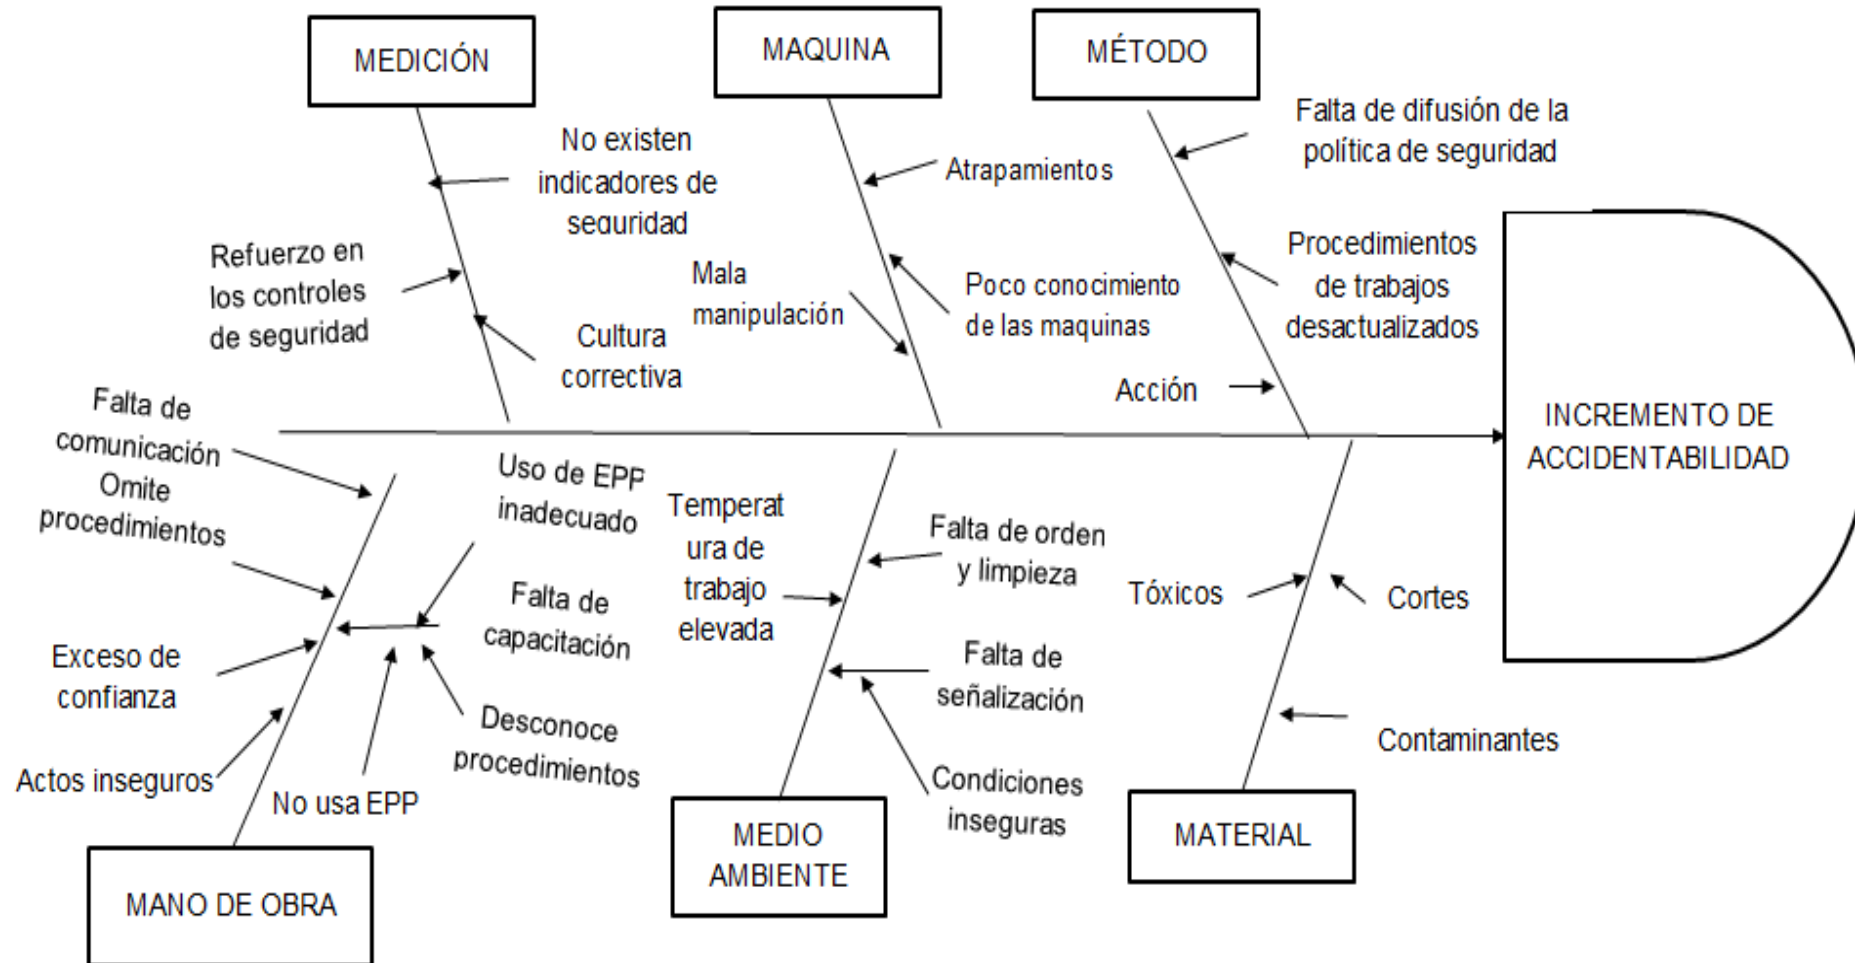 MEDICIÓN
MAQUINA
MÉTODO
No existen
indicadores de
seguridad
Refuerzo en
los controles
de seguridad
Cultura
correctiva
Atrapamientos
Mala
manipulación
Poco conocimiento
de las maquinas
Falta de difusión de la
política de seguridad
Procedimientos
de trabajos
desactualizados
Acción
INCREMENTO DE
ACCIDENTABILIDAD
Falta de
comunicación
Omite
procedimientos
Exceso de
confianza
Actos inseguros
Uso de EPP
inadecuado
Falta de
capacitación
Desconoce
procedimientos
No usa EPP
MANO DE OBRA
Temperat
ura de
trabajo
elevada
Falta de orden
y limpieza
Falta de
señalización
Condiciones
inseguras
MEDIO
AMBIENTE
Tóxicos
Cortes
Contaminantes
MATERIAL